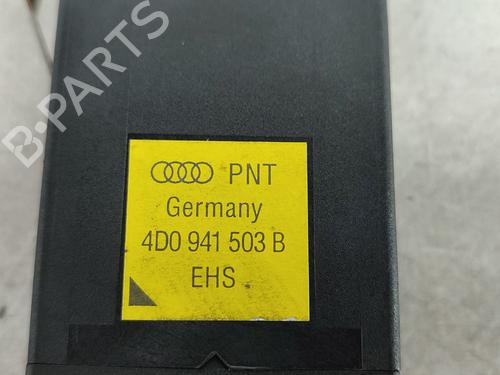 B-PARTS
PNT
Germany
4D0 941 503 B
EHS